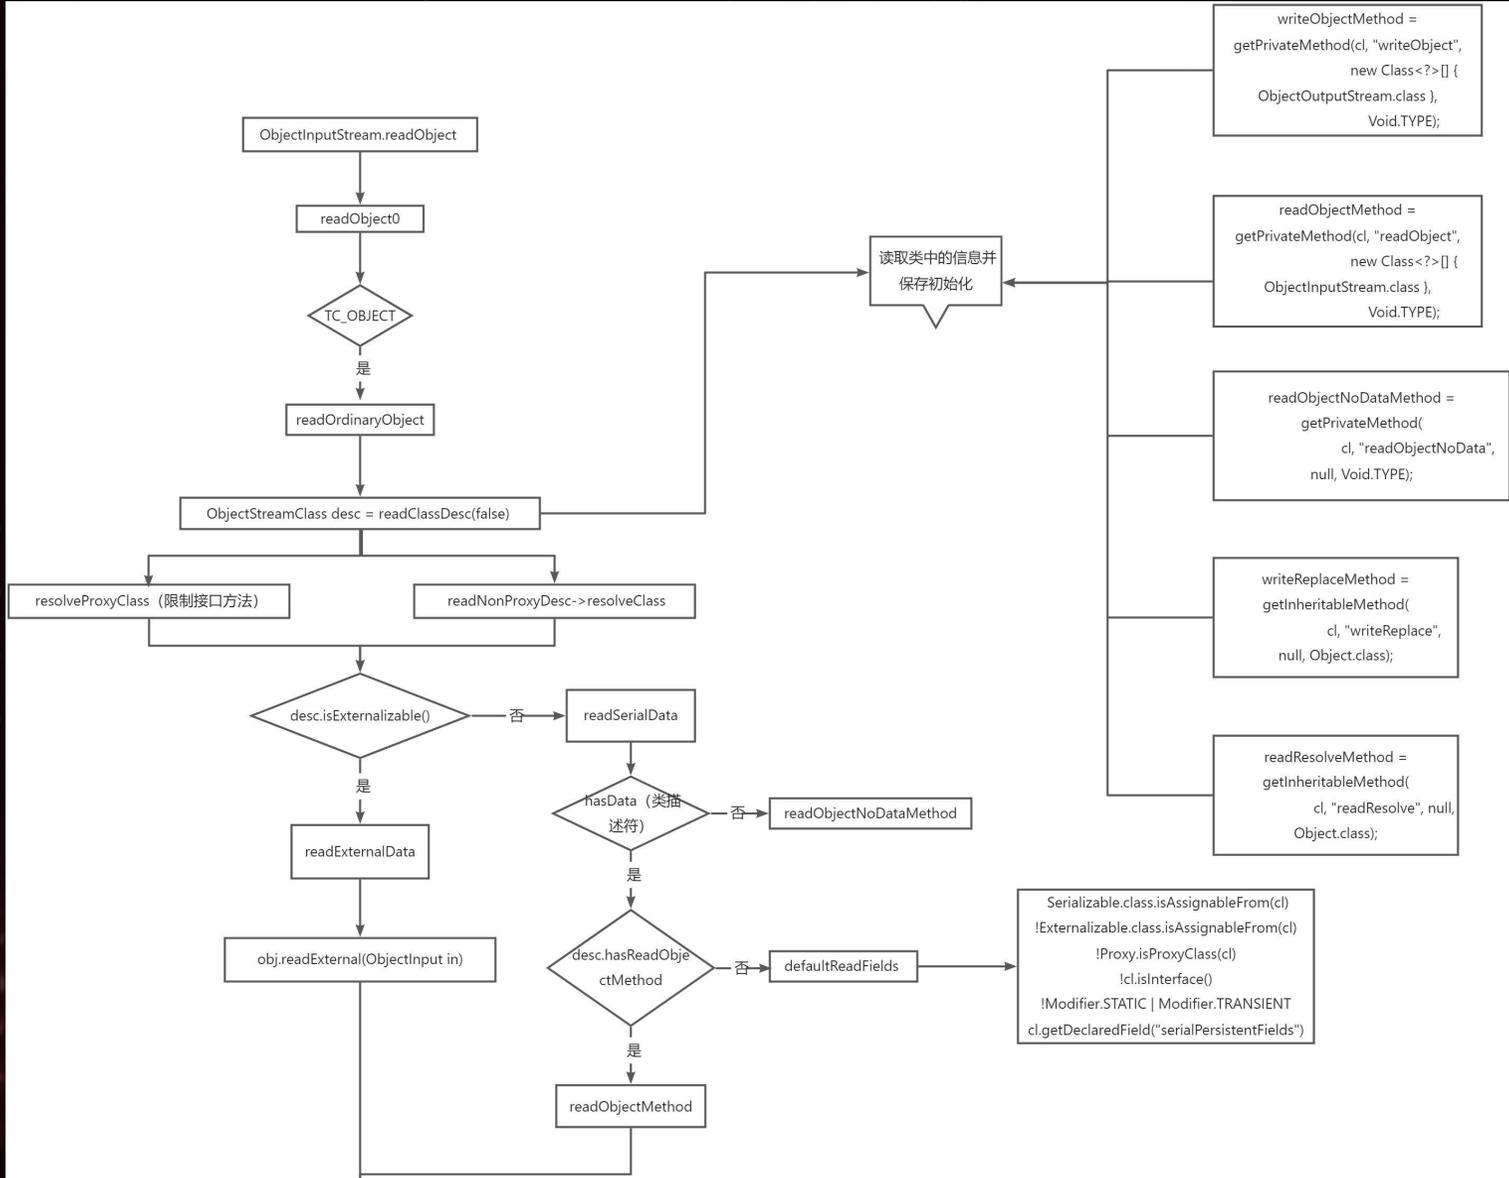 writeObjectMethod =
getPrivateMethod(cl, "writeObject",
new Class<?>[] {
ObjectOutputStream.class },
Void.TYPE);
ObjectInputStream.readObject
readObject0
TC_OBJECT
是
readOrdinaryObject
ObjectStreamClass desc = readClassDesc(false)
读取类中的信息并
保存初始化
readObjectMethod =
getPrivateMethod(cl, "readObject",
new Class<?>[] {
ObjectInputStream.class },
Void.TYPE);
readObjectNoDataMethod =
getPrivateMethod(
cl, "readObjectNoData",
null, Void.TYPE);
resolveProxyClass（限制接口方法）
readNonProxyDesc->resolveClass
writeReplaceMethod =
getInheritableMethod(
cl, "writeReplace",
null, Object.class);
desc.isExternalizable()
否
readSerialData
是
readResolveMethod =
getInheritableMethod(
cl, "readResolve", null,
Object.class);
hasData（类描
述符）
否
readObjectNoDataMethod
readExternalData
是
obj.readExternal(ObjectInput in)
desc.hasReadObje
ctMethod
否
defaultReadFields
Serializable.class.isAssignableFrom(cl)
!Externalizable.class.isAssignableFrom(cl)
!Proxy.isProxyClass(cl)
!cl.isInterface()
!Modifier.STATIC | Modifier.TRANSIENT
cl.getDeclaredField("serialPersistentFields")
是
readObjectMethod